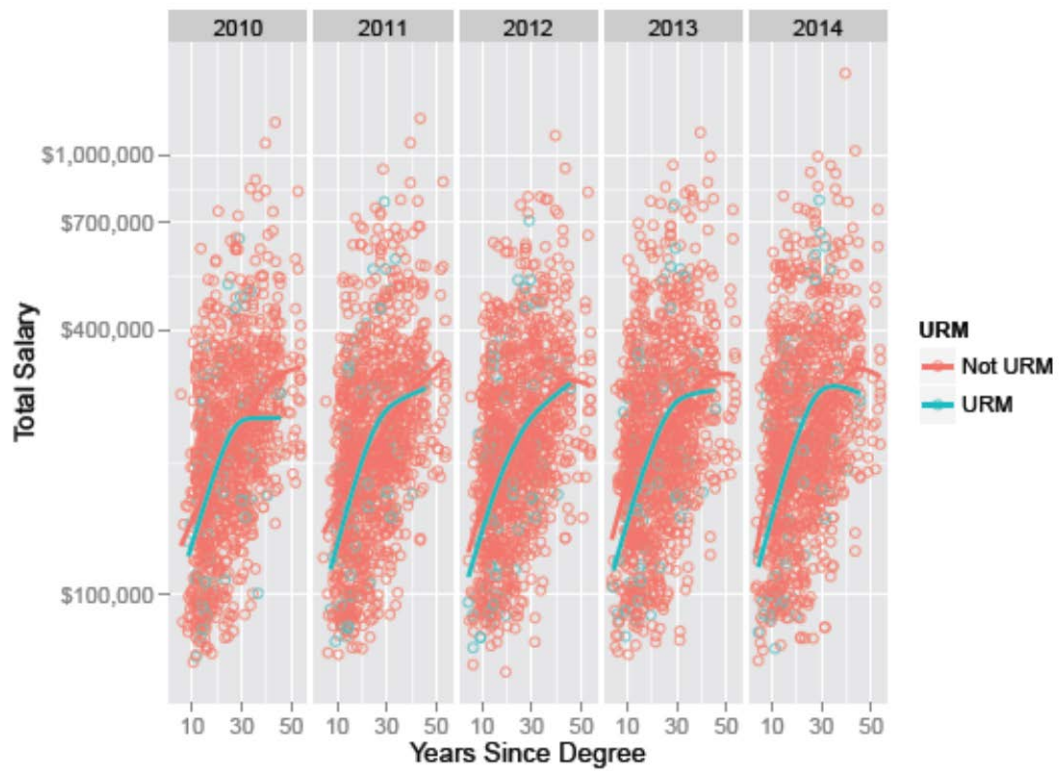 2010 2011 2012 2013 2014
$1,000,000
$700,000
$400,000
$100,000
Total Salary
10 30 50 10 30 50 10 30 50 10 30 50 10 30 50
Years Since Degree
URM
Not URM
URM